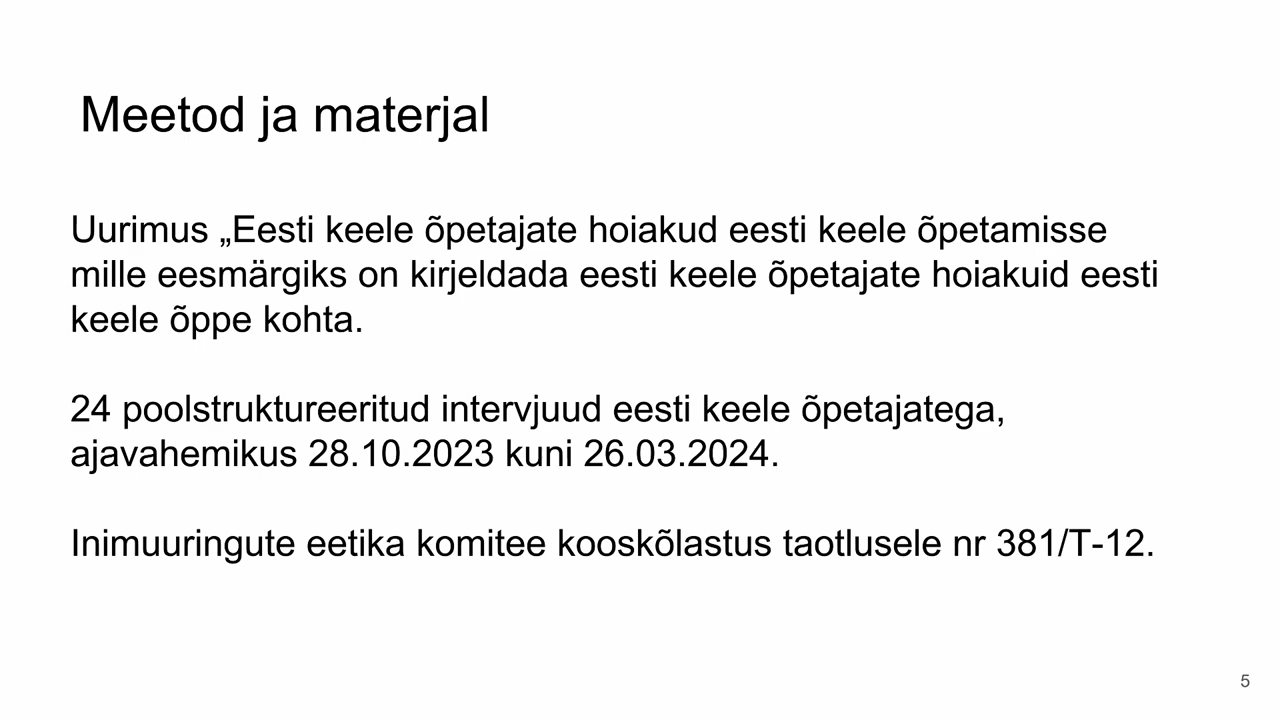 Meetod ja materjal
Uurimus „Eesti keele õpetajate hoiakud eesti keele õpetamisse
mille eesmärgiks on kirjeldada eesti keele õpetajate hoiakuid eesti
keele õppe kohta.
24 poolstruktureeritud intervjuud eesti keele õpetajatega,
ajavahemikus 28.10.2023 kuni 26.03.2024.
Inimuuringute eetika komitee kooskõlastus taotlusele nr 381/T-12.
5